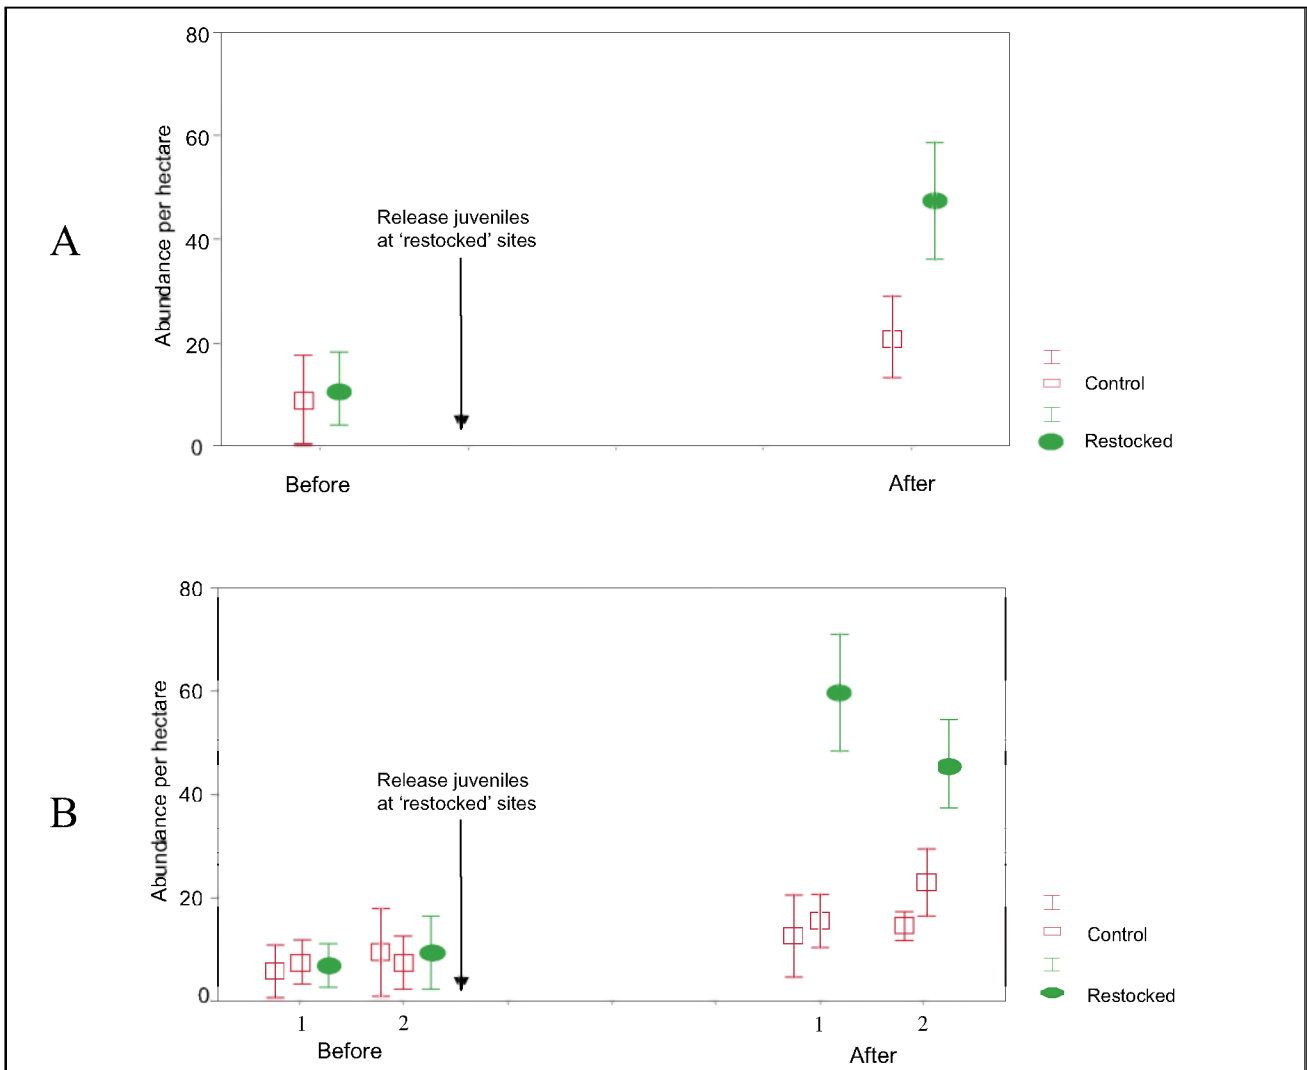 A
Abundance per hectare
80
60
40
20
0
Release juveniles
at ‘restocked’ sites
Before
After
Control
Restocked
B
Abundance per hectare
80
60
40
20
0
Release juveniles
at ‘restocked’ sites
1
2
1
2
Before
After
Control
Restocked